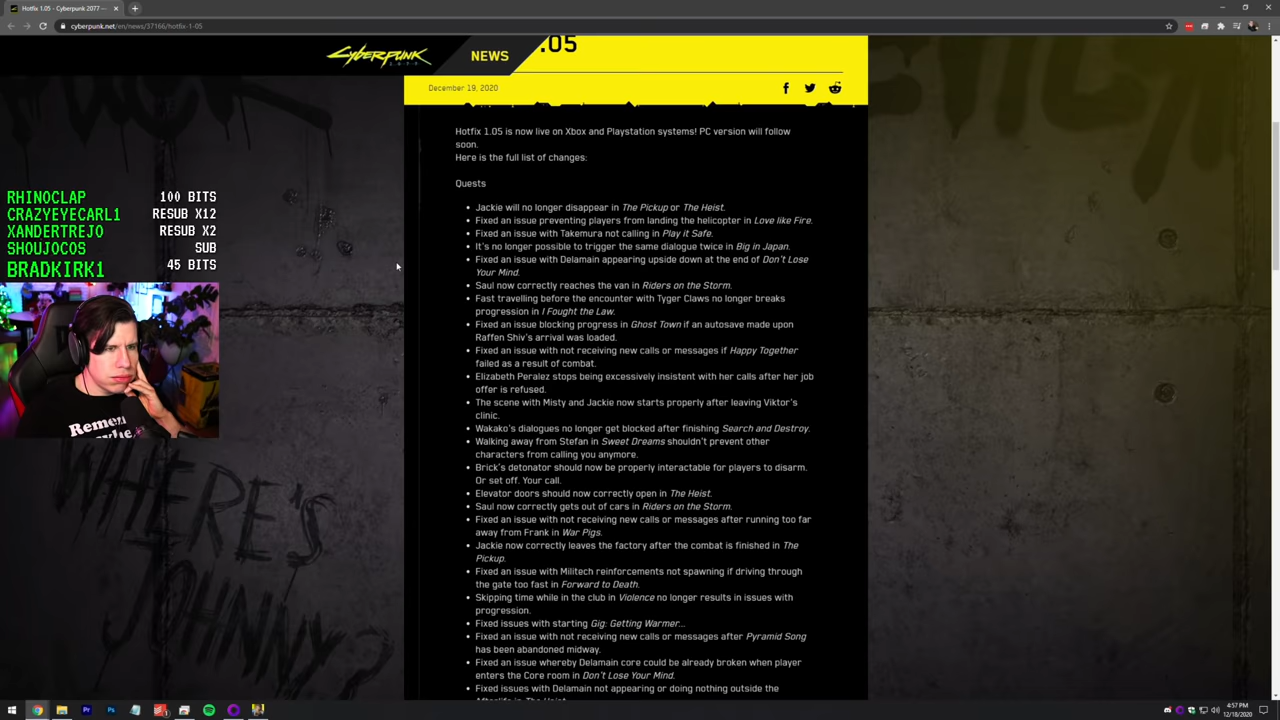 Hotfix 1.05 - Cyberpunk 2077 —
cyberpunk.net/en/news/37166/hotfix-1-05
Cyberpunk
NEWS
.05
December 19, 2020
Hotfix 1.05 is now live on Xbox and Playstation systems! PC version will follow
soon.
Here is the full list of changes:
Quests
• Jackie will no longer disappear in The Pickup or The Heist.
• Fixed an issue preventing players from landing the helicopter in Love like Fire.
• Fixed an issue with Takemura not calling in Play it Safe.
• It's no longer possible to trigger the same dialogue twice in Big in Japan.
• Fixed an issue with Delamain appearing upside down at the end of Don't Lose
Your Mind.
• Saul now correctly reaches the van in Riders on the Storm.
• Fast travelling before the encounter with Tyger Claws no longer breaks
progression in I Fought the Law.
• Fixed an issue blocking progress in Ghost Town if an autosave made upon
Raffen Shiv's arrival was loaded.
• Fixed an issue with not receiving new calls or messages if Happy Together
failed as a result of combat.
• Elizabeth Peralez stops being excessively insistent with her calls after her job
offer is refused.
• The scene with Misty and Jackie now starts properly after leaving Viktor's
clinic.
• Wakako's dialogues no longer get blocked after finishing Search and Destroy.
• Walking away from Stefan in Sweet Dreams shouldn't prevent other
characters from calling you anymore.
• Brick's detonator should now be properly interactable for players to disarm.
Or set off. Your call.
• Elevator doors should now correctly open in The Heist.
• Saul now correctly gets out of cars in Riders on the Storm.
• Fixed an issue with not receiving new calls or messages after running too far
away from Frank in War Pigs.
• Jackie now correctly leaves the factory after the combat is finished in The
Pickup.
• Fixed an issue with Militech reinforcements not spawning if driving through
the gate too fast in Forward to Death.
• Skipping time while in the club in Violence no longer results in issues with
progression.
• Fixed issues with starting Gig: Getting Warmer...
• Fixed an issue with not receiving new calls or messages after Pyramid Song
has been abandoned midway.
• Fixed an issue whereby Delamain core could be already broken when player
enters the Core room in Don't Lose Your Mind.
• Fixed issues with Delamain not appearing or doing nothing outside the
Afterlife in The Heist.
RHINOCLAP 100 BITS
CRAZYEYECARL1 RESUB X12
XANDERTREJO RESUB X2
SHOUJOCOS SUB
BRADKIRK1 45 BITS
WHERE'S
JOHNNY
4:57 PM
12/18/2020